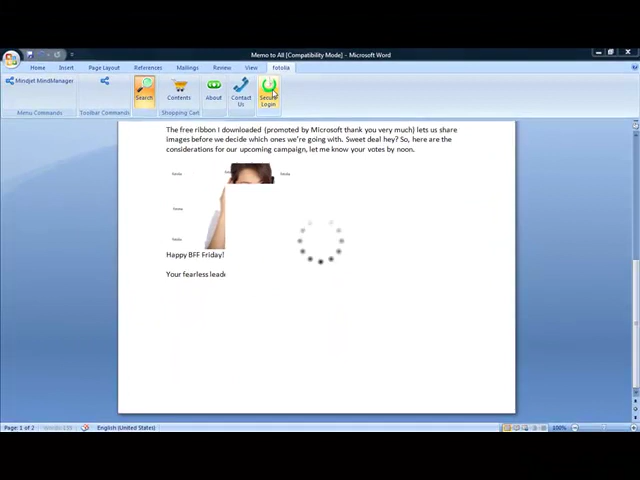 Memo to All [Compatibility Mode] - Microsoft Word
Home Insert Page Layout References Mailings Review View fotolia
Mindjet MindManager
Search Contents About Contact Us Secure Login
Menu Commands Shopping Cart
The free ribbon I downloaded (promoted by Microsoft thank you very much) lets us share
images before we decide which ones we're going with. Sweet deal hey? So, here are the
considerations for our upcoming campaign, let me know your votes by noon.
Happy BFF Friday!
Your fearless
Page: 1 of 2 English (United States) 100%